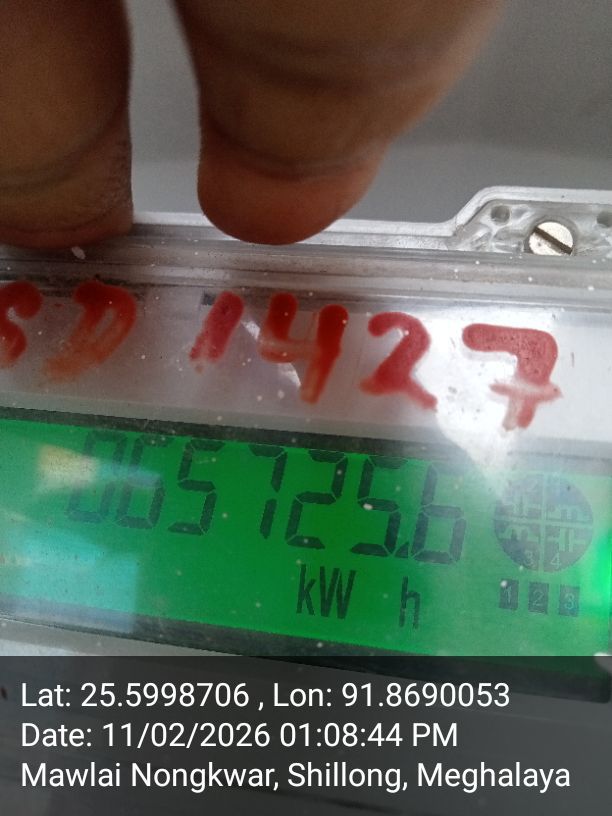 SD 1427
065725.6
kW h
1 2 3
Lat: 25.5998706 , Lon: 91.8690053
Date: 11/02/2026 01:08:44 PM
Mawlai Nongkwar, Shillong, Meghalaya